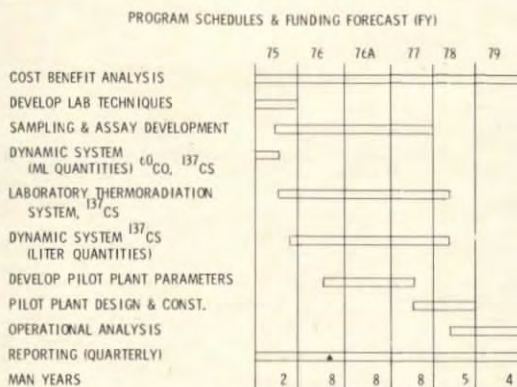 PROGRAM SCHEDULES & FUNDING FORECAST (FY)
75 76 76A 77 78 79
COST BENEFIT ANALYSIS
DEVELOP LAB TECHNIQUES
SAMPLING & ASSAY DEVELOPMENT
DYNAMIC SYSTEM
(ML QUANTITIES) 60CO, 137CS
LABORATORY THERMORADIATION
SYSTEM, 137CS
DYNAMIC SYSTEM 137CS
(LITER QUANTITIES)
DEVELOP PILOT PLANT PARAMETERS
PILOT PLANT DESIGN & CONST.
OPERATIONAL ANALYSIS
REPORTING (QUARTERLY)
MAN YEARS 2 8 8 8 5 4